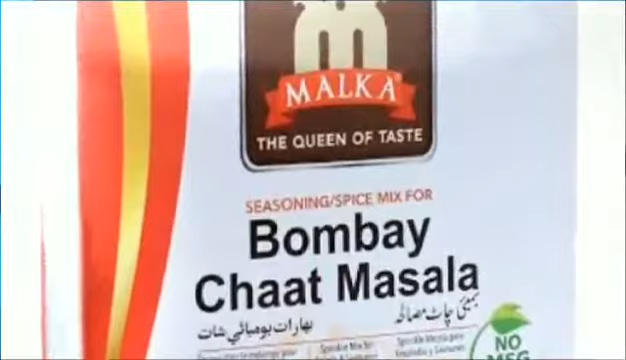 MALKA®
THE QUEEN OF TASTE
SEASONING/SPICE MIX FOR
Bombay
Chaat Masala
بمبئی چاٹ مصالحہ
بهارات بومبائي شات
NO
MSG